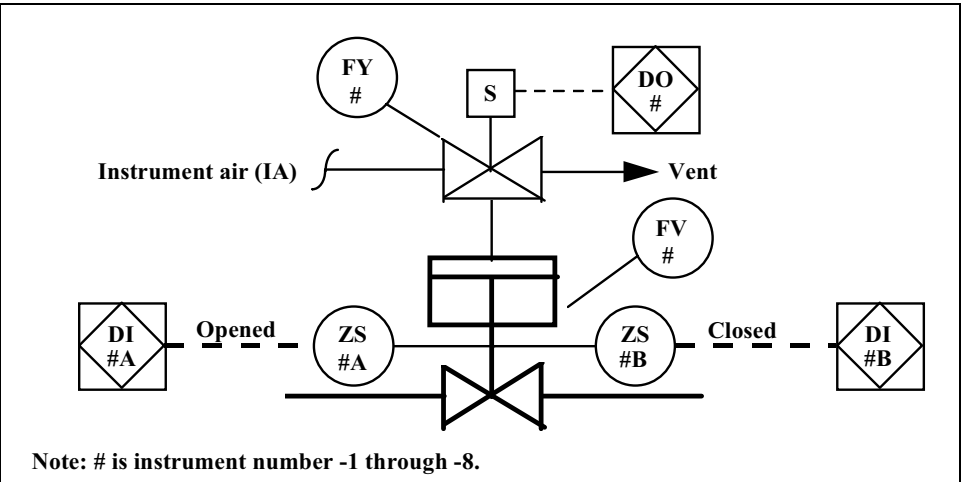 FY
#
S
DO
#
Instrument air (IA)
Vent
FV
#
DI
#A
Opened
ZS
#A
ZS
#B
Closed
DI
#B
Note: # is instrument number -1 through -8.